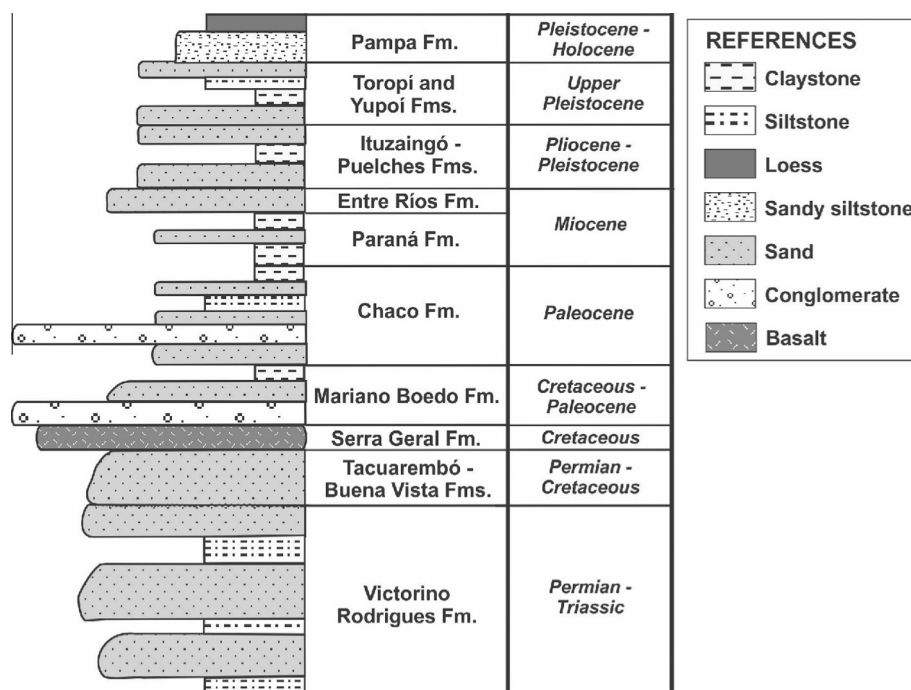 Pampa Fm.
Pleistocene -
Holocene
Toropí and
Yupoí Fms.
Upper
Pleistocene
Ituzaingó -
Puelches Fms.
Pliocene -
Pleistocene
Entre Ríos Fm.
Paraná Fm.
Miocene
Chaco Fm.
Paleocene
Mariano Boedo Fm.
Cretaceous -
Paleocene
Serra Geral Fm.
Cretaceous
Tacuarembó -
Buena Vista Fms.
Permian -
Cretaceous
Victorino
Rodrigues Fm.
Permian -
Triassic
REFERENCES
Claystone
Siltstone
Loess
Sandy siltstone
Sand
Conglomerate
Basalt